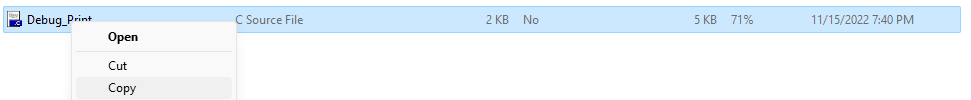 Debug_Print C Source File 2 KB No 5 KB 71% 11/15/2022 7:40 PM
Open
Cut
Copy